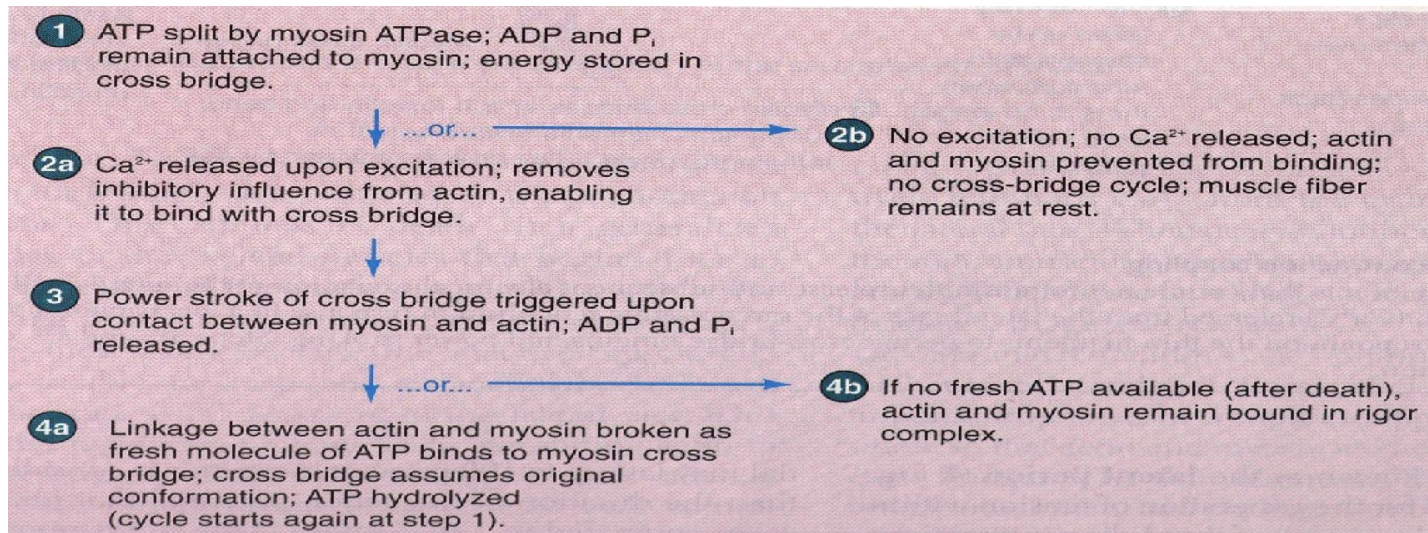 1 ATP split by myosin ATPase; ADP and Pᵢ
remain attached to myosin; energy stored in
cross bridge.
...or...
2a Ca²⁺ released upon excitation; removes
inhibitory influence from actin, enabling
it to bind with cross bridge.
2b No excitation; no Ca²⁺ released; actin
and myosin prevented from binding;
no cross-bridge cycle; muscle fiber
remains at rest.
3 Power stroke of cross bridge triggered upon
contact between myosin and actin; ADP and Pᵢ
released.
...or...
4a Linkage between actin and myosin broken as
fresh molecule of ATP binds to myosin cross
bridge; cross bridge assumes original
conformation; ATP hydrolyzed
(cycle starts again at step 1).
4b If no fresh ATP available (after death),
actin and myosin remain bound in rigor
complex.